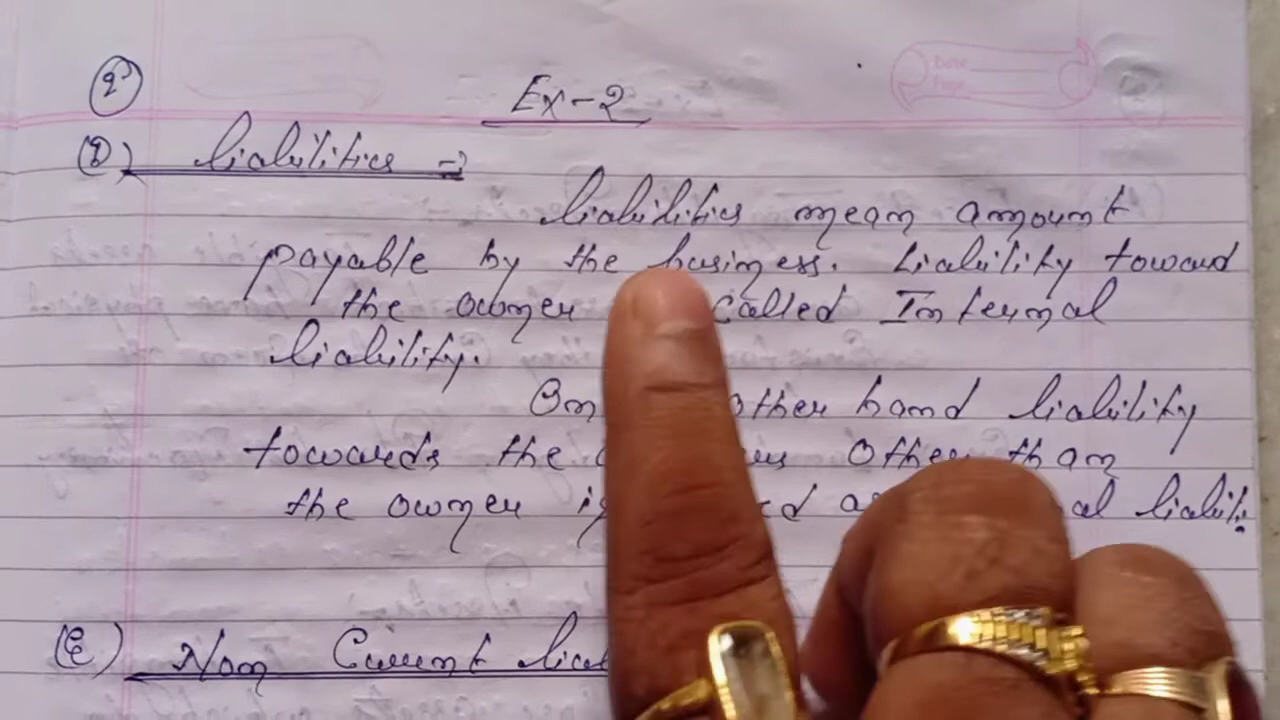 Ex-2
liabilities
liabilities mean amount
payable by the business. Liability toward
the owner called Internal
liability.
On other hand liability
towards the other than
the owner
Non Current